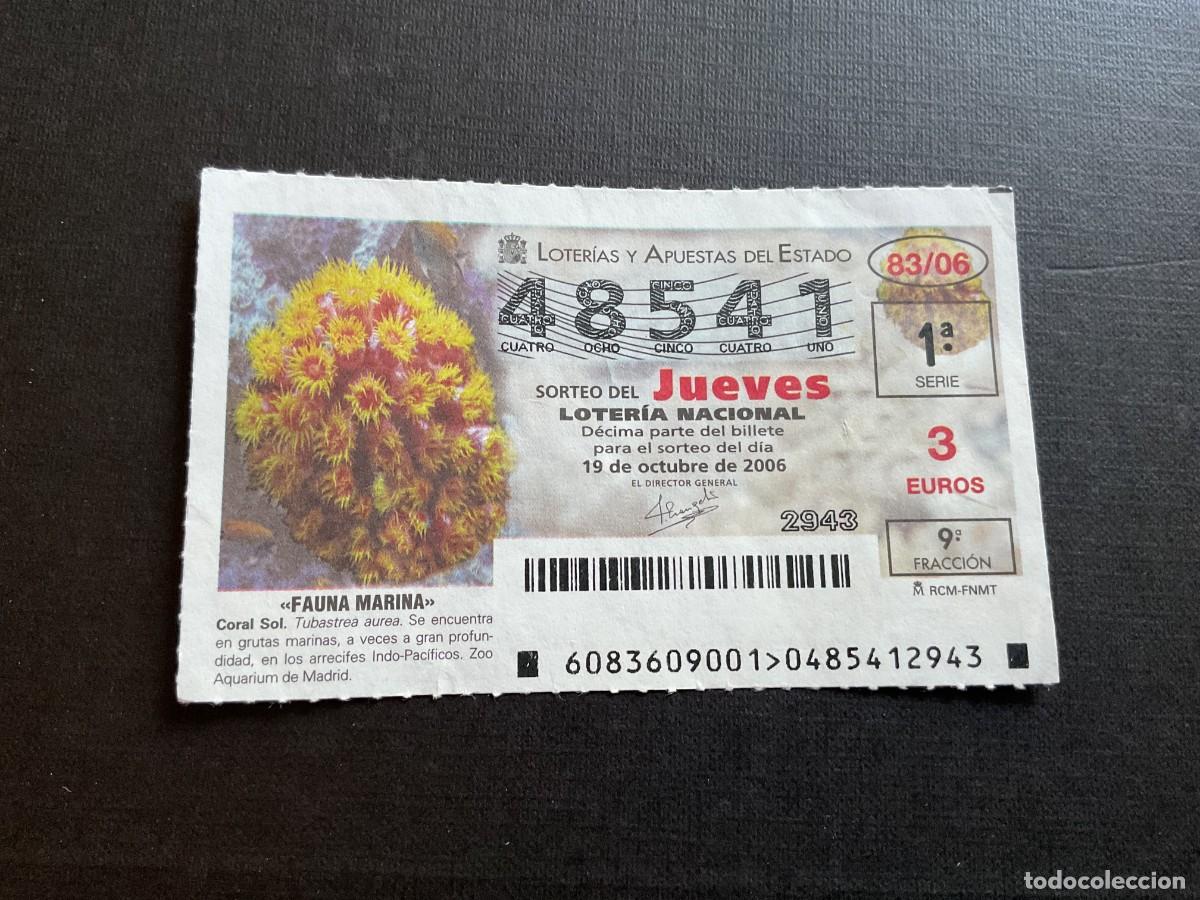 LOTERÍAS Y APUESTAS DEL ESTADO
83/06
48541
CUATRO OCHO CINCO CUATRO UNO
1ª
SERIE
SORTEO DEL Jueves
LOTERÍA NACIONAL
Décima parte del billete
para el sorteo del día
19 de octubre de 2006
EL DIRECTOR GENERAL
3
EUROS
2943
9ª
FRACCIÓN
M RCM-FNMT
«FAUNA MARINA»
Coral Sol. Tubastrea aurea. Se encuentra
en grutas marinas, a veces a gran profun-
didad, en los arrecifes Indo-Pacíficos. Zoo
Aquarium de Madrid.
6083609001>0485412943
todocoleccion